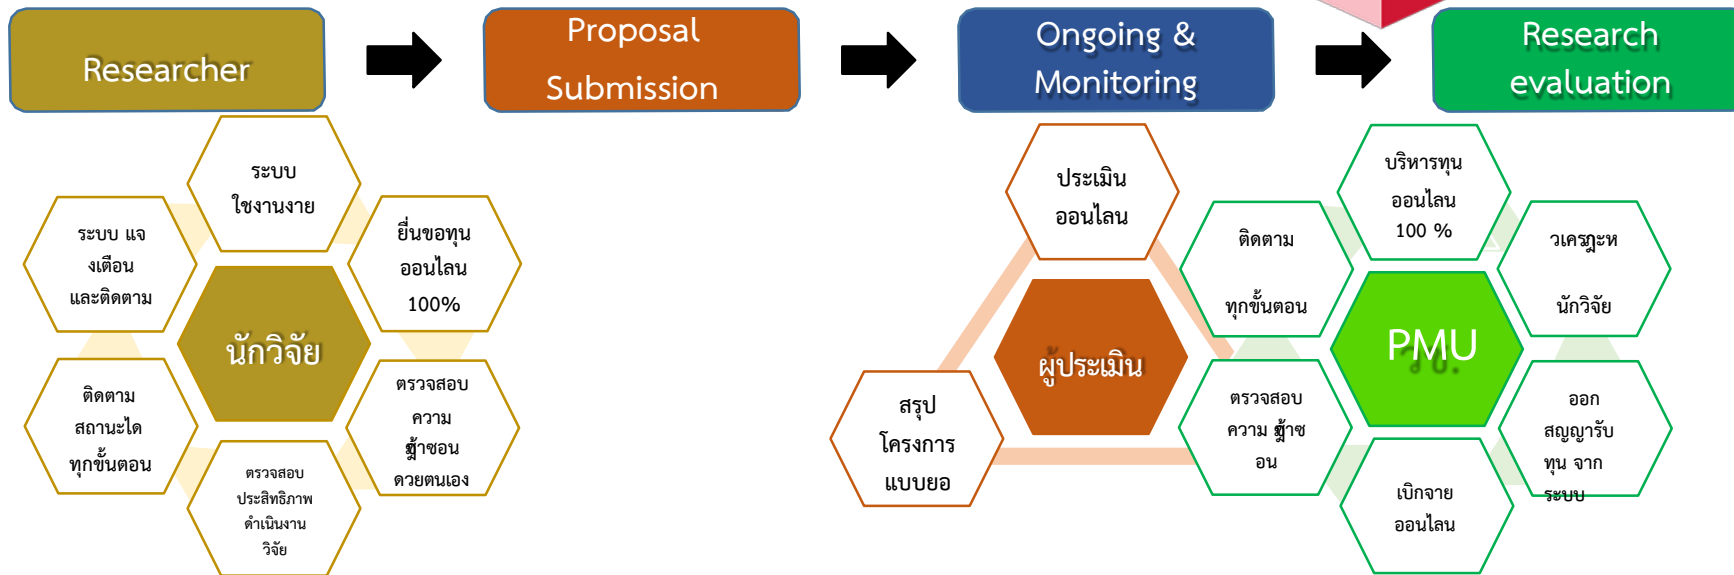 Researcher
Proposal
Submission
Ongoing &
Monitoring
Research
evaluation
ระบบ
ใชงานงาย
ยื่นขอทุน
ออนไลน
100%
ตรวจสอบ
ความ
ดวยตนเอง
ตรวจสอบ
ประสิทธิภาพ
ดำเนินงาน
วิจัย
ติดตาม
สถานะได
ทุกขั้นตอน
ระบบ แจ
งเตือน
และติดตาม
นักวิจัย
ประเมิน
ออนไลน
ผู้ประเมิน
สรุป
โครงการ
แบบยอ
บริหารทุน
ออนไลน
100 %
วเคร
นักวิจัย
ออก
สญญารับ
ทุน จาก
ระบบ
เบิกจาย
ออนไลน
ตรวจสอบ
ความ
อน
ติดตาม
ทุกขั้นตอน
PMU
วช.